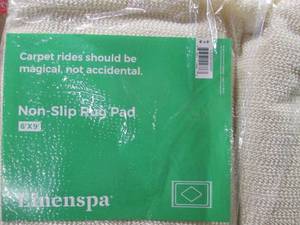 Carpet rides should be
magical, not accidental.
Non-Slip Rug Pad
6'X9'
Linenspa